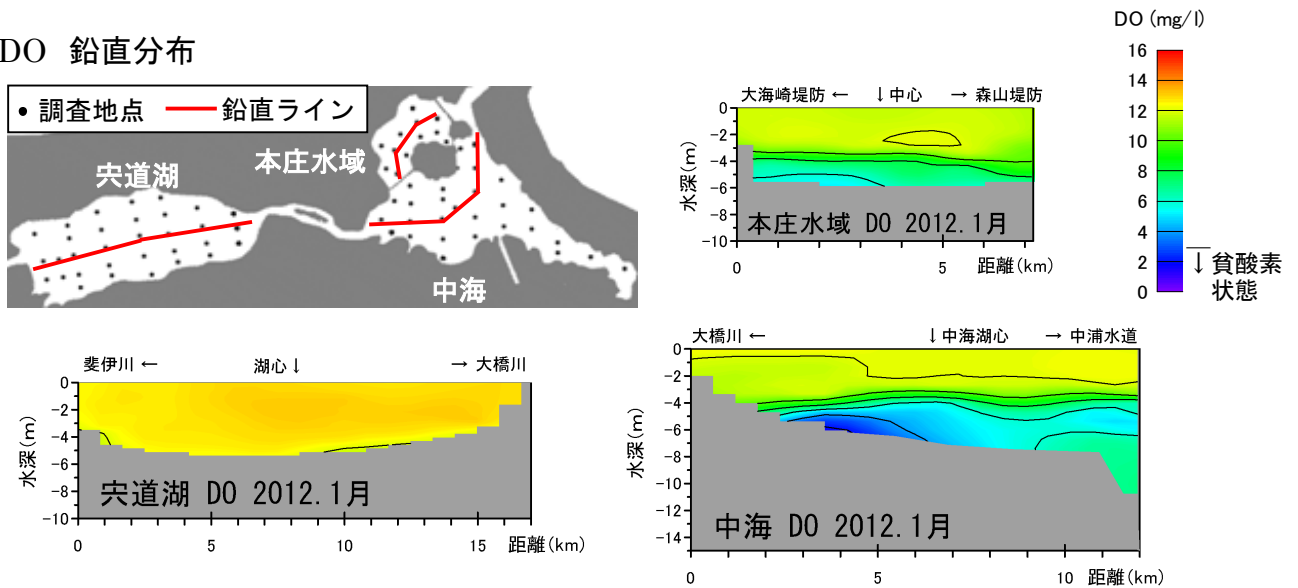 DO 鉛直分布
• 調査地点 鉛直ライン
宍道湖
本庄水域
中海
DO (mg/l)
16
14
12
10
8
6
4
2
0
↓貧酸素
状態
大海崎堤防 ← ↓中心 → 森山堤防
0
-2
-4
-6
-8
-10
水深(m)
本庄水域 DO 2012.1月
0 5 距離(km)
斐伊川 ← 湖心↓ → 大橋川
0
-2
-4
-6
-8
-10
水深(m)
宍道湖 DO 2012.1月
0 5 10 15 距離(km)
大橋川 ← ↓中海湖心 → 中浦水道
0
-2
-4
-6
-8
-10
-12
-14
水深(m)
中海 DO 2012.1月
0 5 10 距離(km)